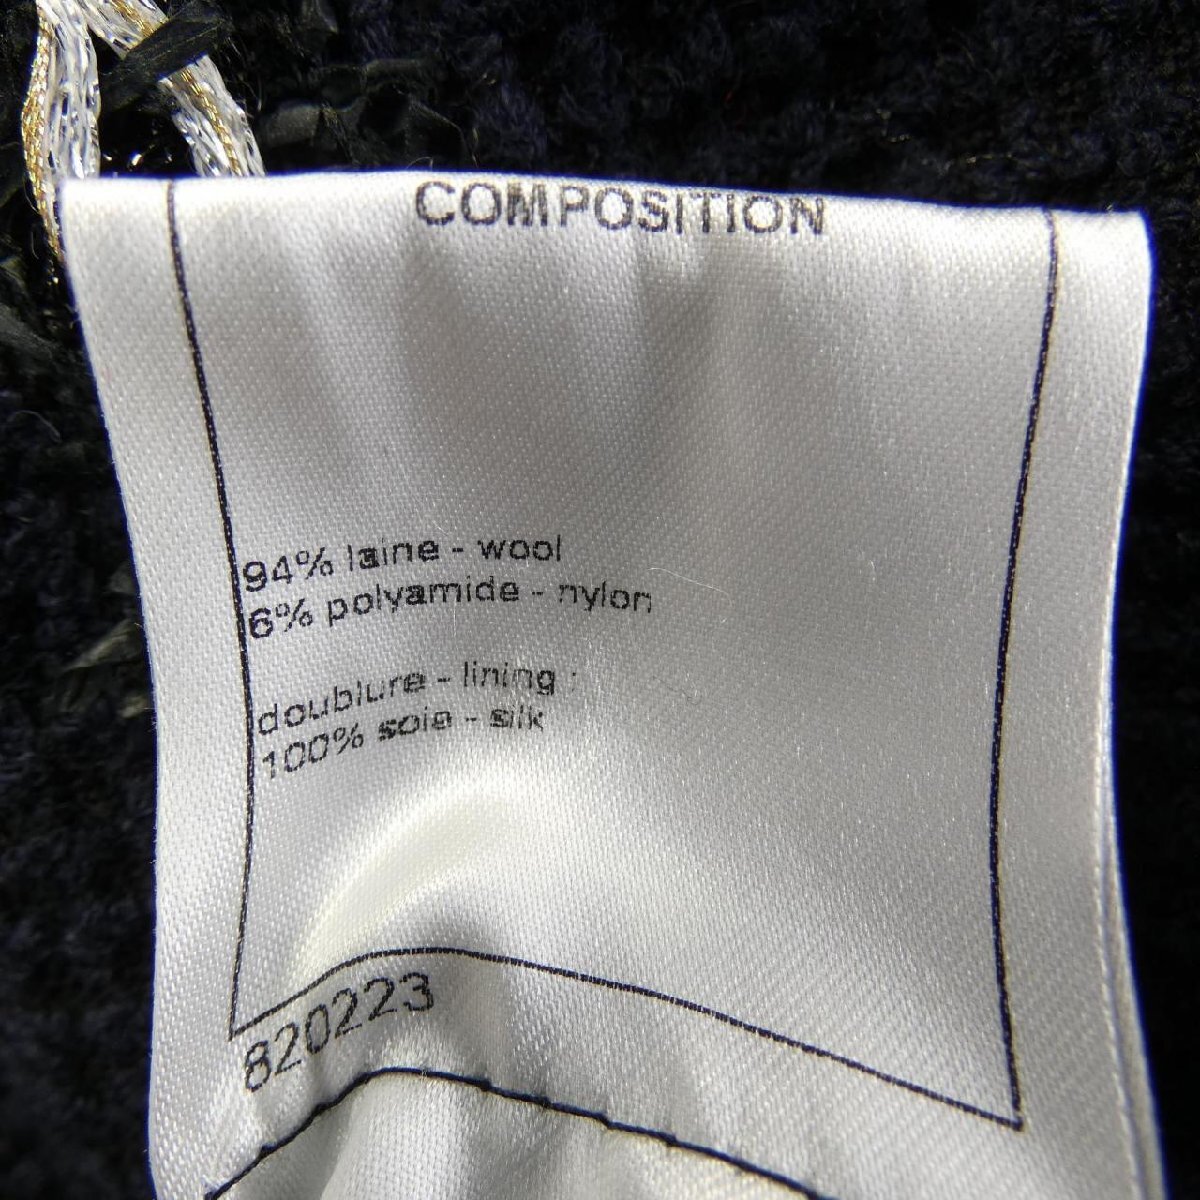 COMPOSITION
94% laine - wool
6% polyamide - nylon
doublure - lining :
100% soie - silk
820223